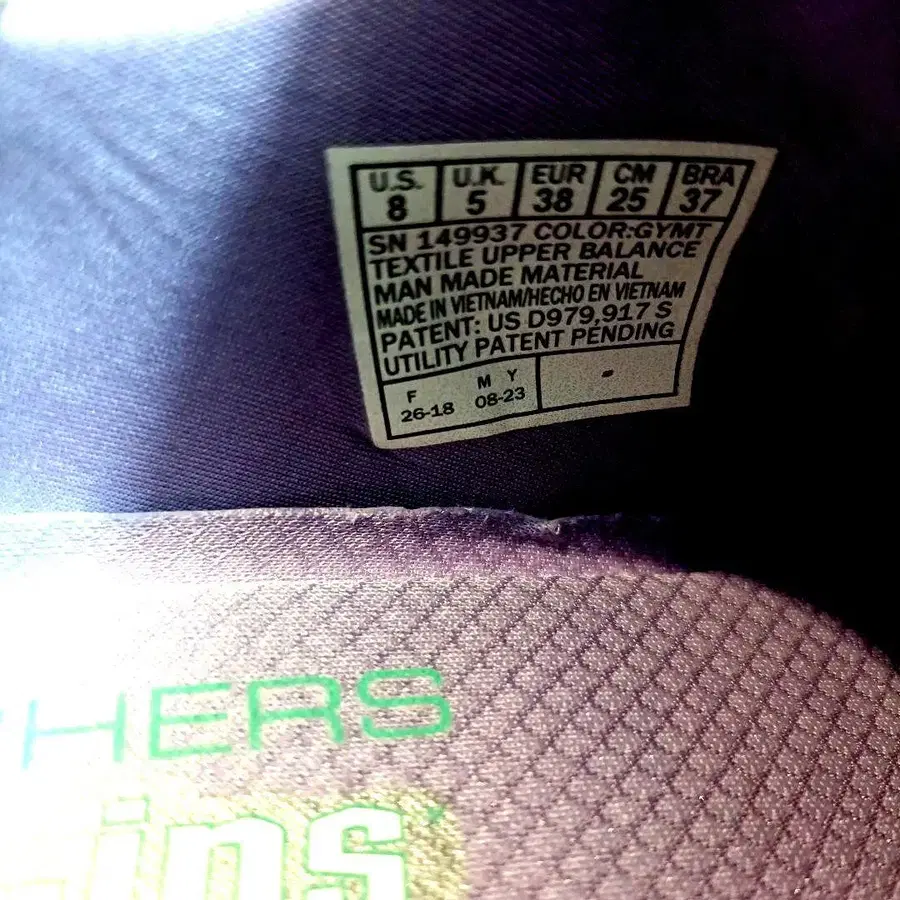 U.S. U.K. EUR CM BRA
8 5 38 25 37
SN 149937 COLOR:GYMT
TEXTILE UPPER BALANCE
MAN MADE MATERIAL
MADE IN VIETNAM/HECHO EN VIETNAM
PATENT: US D979,917 S
UTILITY PATENT PENDING
F M Y -
26-18 08-23
HERS
ins